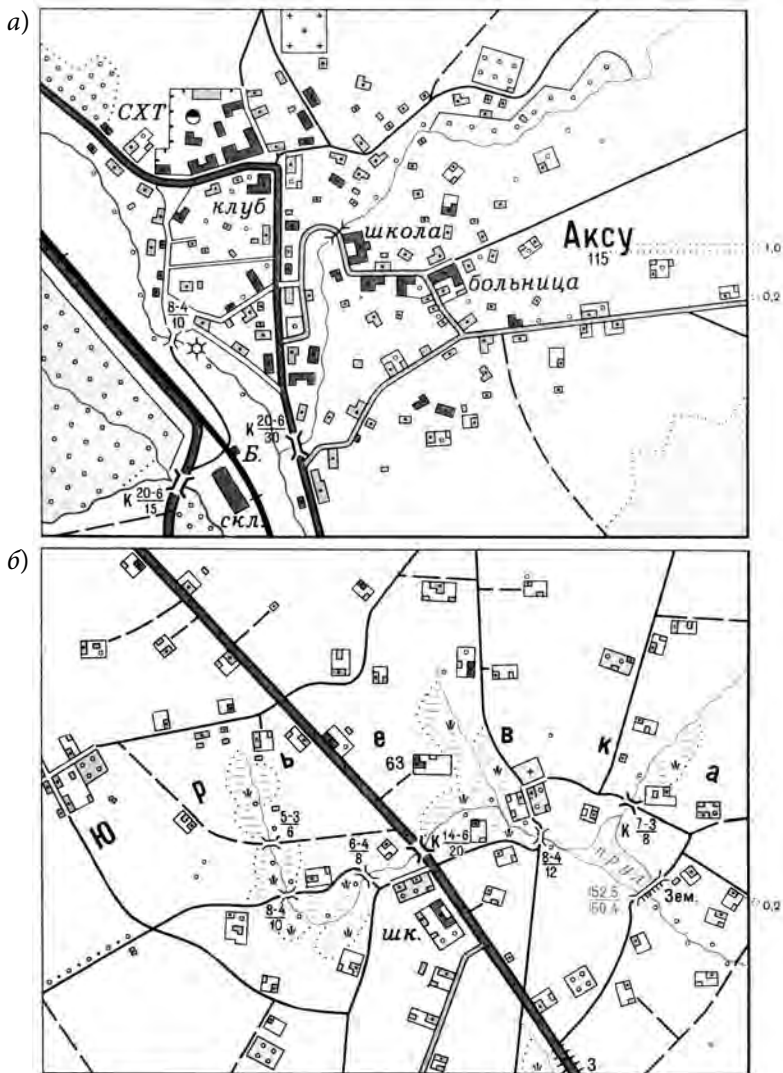 а)
СХТ
клуб
школа
Аксу
115
1,0
больница
0,2
8-4
10
К 20-6
30
Б.
К 20-6
15
скл.
б)
е
в
к
а
ь
р
Ю
63
5-3
6
6-4
8
К 14-6
20
8-4
12
К 7-3
8
пруд
152.5
150.4
Зем.
0,2
8-4
10
шк.
3